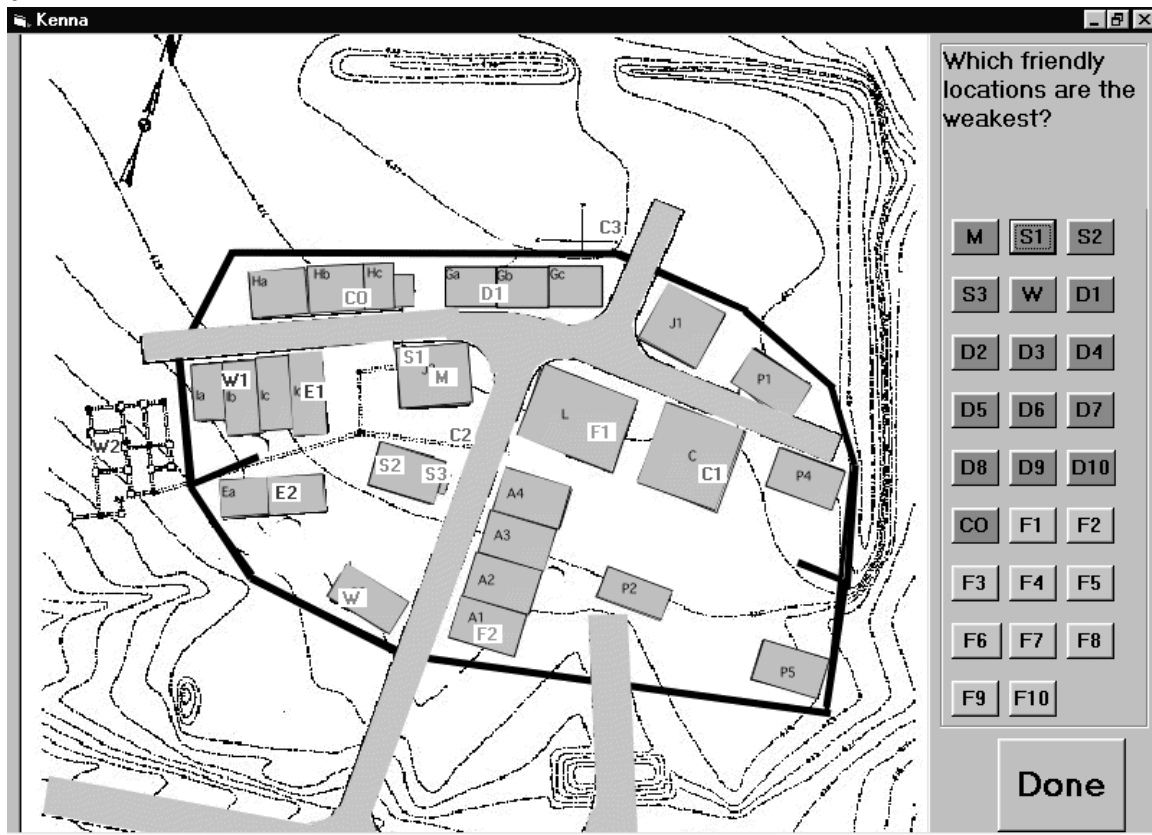 Kenna
Which friendly
locations are the
weakest?
M S1 S2
S3 W D1
D2 D3 D4
D5 D6 D7
D8 D9 D10
CO F1 F2
F3 F4 F5
F6 F7 F8
F9 F10
Done
C3
Ha Hb Hc Ga Gb Gc
CO D1
J1
S1
M
P1
W1 E1
Ia Ib Ic
L F1
C2
C
C1
W2
S2 S3
P4
Ea E2
A4
A3
A2
P2
W
A1
F2
P5